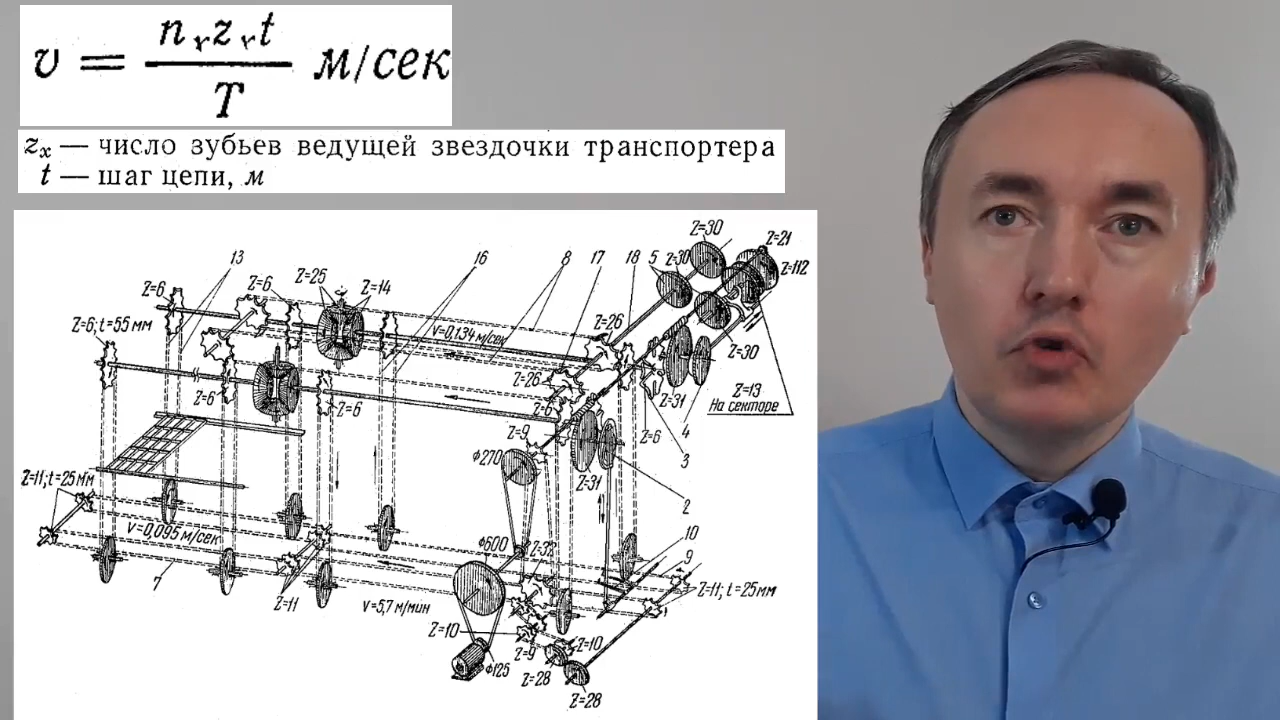 v = n_x z_x t / T м/сек
z_x — число зубьев ведущей звездочки транспортера
t — шаг цепи, м
Z=30
Z=21
13
Z=25
16
8
17
18
5
Z=30
Z=112
Z=6
Z=6
Z=14
Z=6; t=55 мм
v=0,134 м/сек
Z=26
Z=30
Z=26
Z=13
На секторе
Z=31
4
Z=6
Z=6
Z=6
Z=9
Z=6
3
Ф270
Z=31
2
Z=11; t=25 мм
v=0,095 м/сек
Ф600
Z=32
10
9
7
Z=11
v=5,7 м/мин
Z=11; t=25 мм
Z=10
Z=10
Ф125
Z=9
Z=28
Z=28